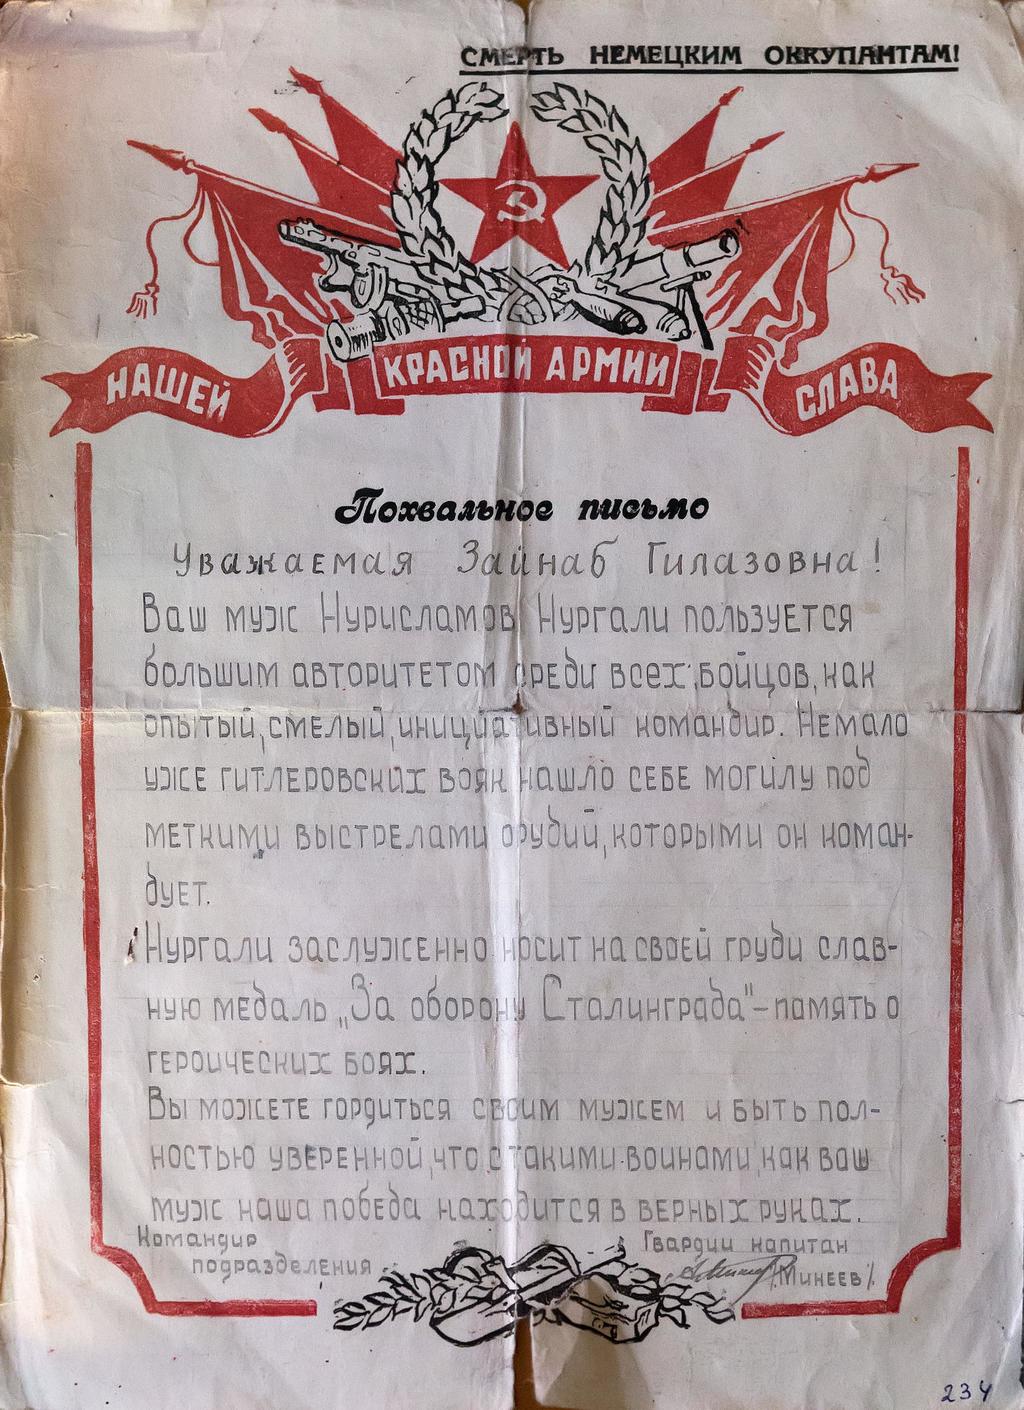 СМЕРТЬ НЕМЕЦКИМ ОККУПАНТАМ!
НАШЕЙ КРАСНОЙ АРМИИ СЛАВА
Похвальное письмо
Уважаемая Зайнаб Гилазовна!
Ваш муж Нурисламов Нургали пользуется
большим авторитетом среди всех бойцов, как
опытый, смелый, инициативный командир. Немало
уже гитлеровских вояк нашло себе могилу под
меткими выстрелами орудий, которыми он коман-
дует.
Нургали заслуженно носит на своей груди слав-
ную медаль „За оборону Сталинграда"-память о
героических боях.
Вы можете гордиться своим мужем и быть пол-
ностью уверенной, что с такими воинами, как ваш
муж наша победа находится в верных руках.
Командир
подразделения
Гвардии капитан
/Минеев/.
234